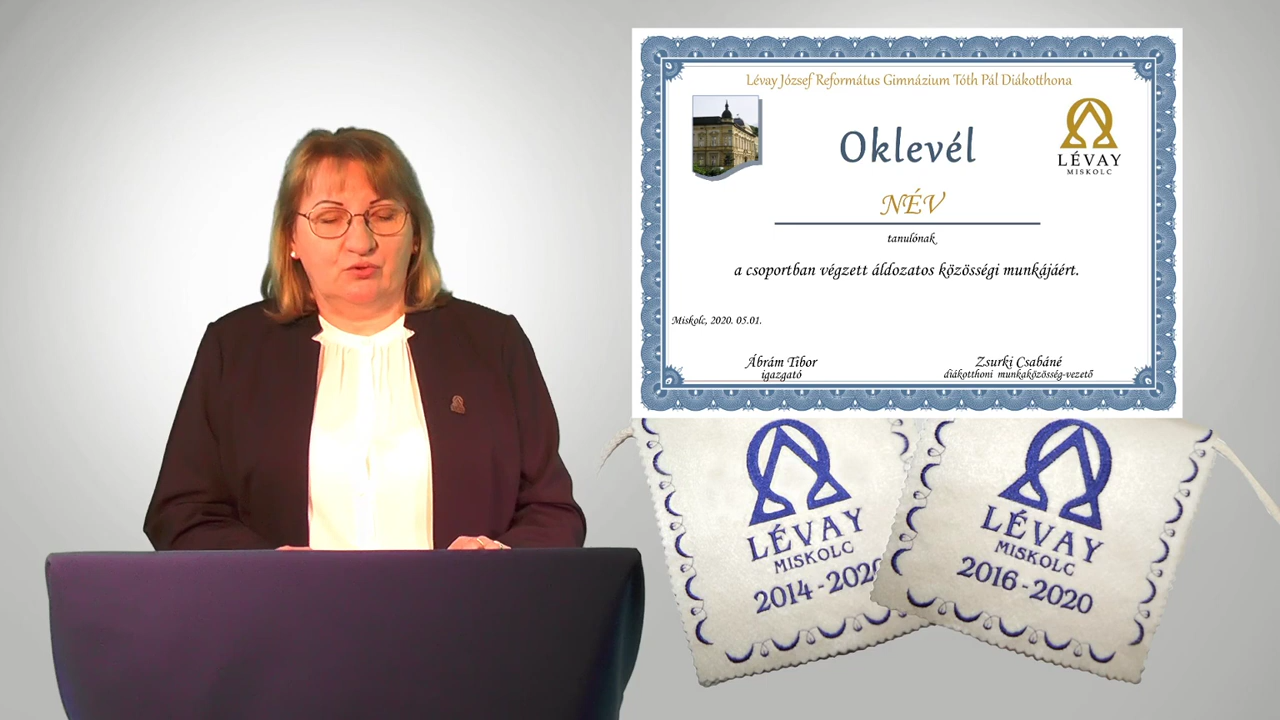 Lévay József Református Gimnázium Tóth Pál Diákotthona
Oklevél
LÉVAY
MISKOLC
NÉV
tanulónak
a csoportban végzett áldozatos közösségi munkájáért.
Miskolc, 2020. 05.01.
Ábrám Tibor
igazgató
Zsurki Csabáné
diákotthoni munkaközösség-vezető
LÉVAY
MISKOLC
2014-2020
LÉVAY
MISKOLC
2016-2020